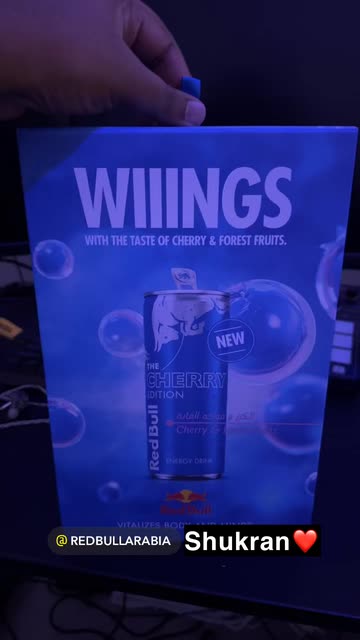 WIIINGS
WITH THE TASTE OF CHERRY & FOREST FRUITS.
NEW
THE
CHERRY
EDITION
Red Bull
Cherry &
ENERGY DRINK
Red Bull
VITALIZES BODY AND MIND.
@ REDBULLARABIA
Shukran❤️